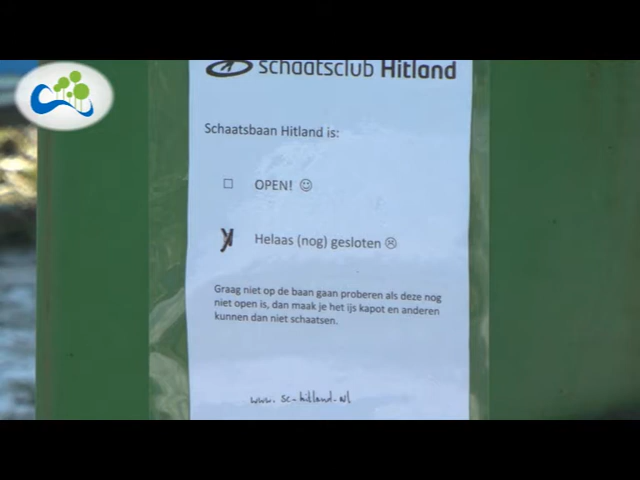 schaatsclub Hitland
Schaatsbaan Hitland is:
☐ OPEN! ☺
Helaas (nog) gesloten ☹
Graag niet op de baan gaan proberen als deze nog
niet open is, dan maak je het ijs kapot en anderen
kunnen dan niet schaatsen.
www.sc-hitland.nl